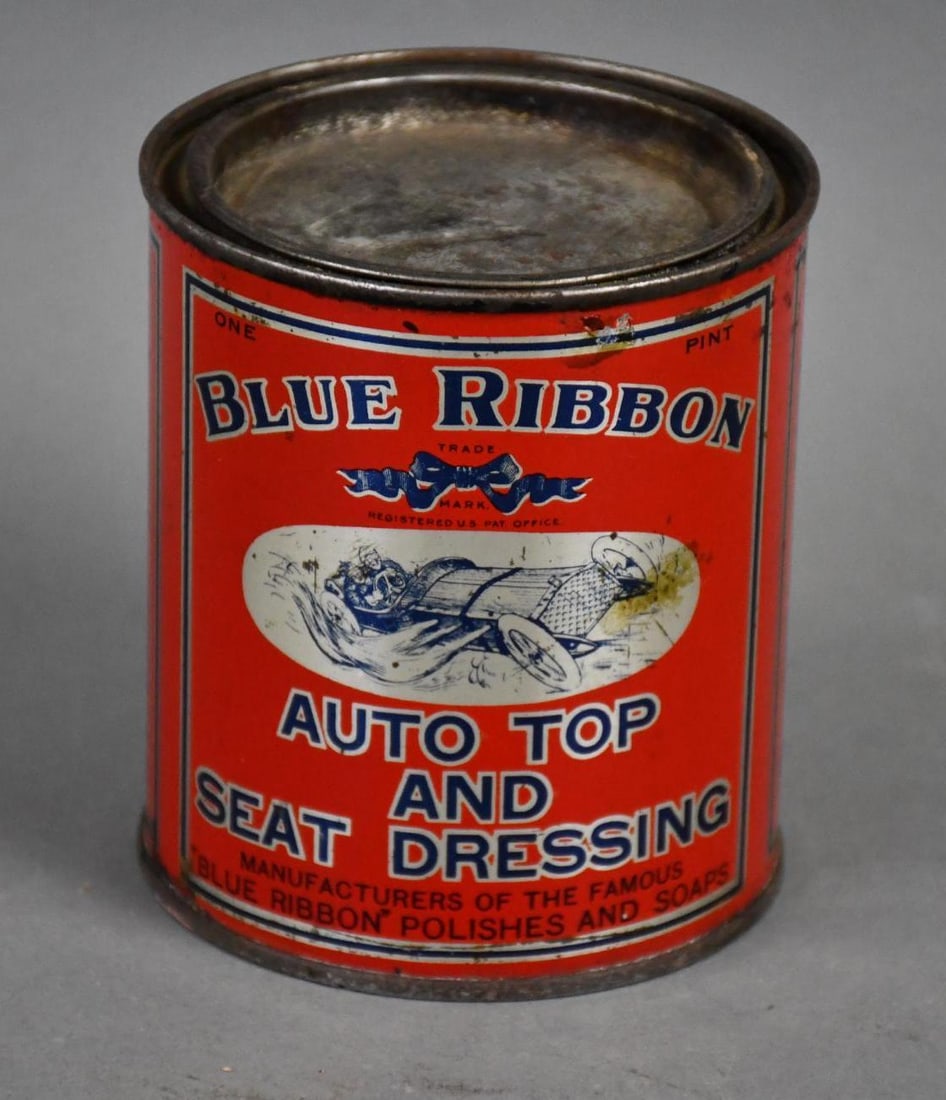 ONE PINT
BLUE RIBBON
TRADE
MARK.
REGISTERED U.S. PAT. OFFICE.
AUTO TOP
AND
SEAT DRESSING
MANUFACTURERS OF THE FAMOUS
"BLUE RIBBON" POLISHES AND SOAPS